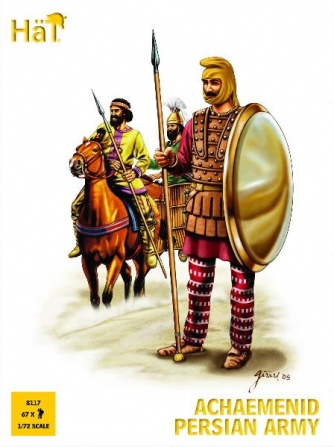 HäT
8117
67 X
1/72 SCALE
ACHAEMENID
PERSIAN ARMY